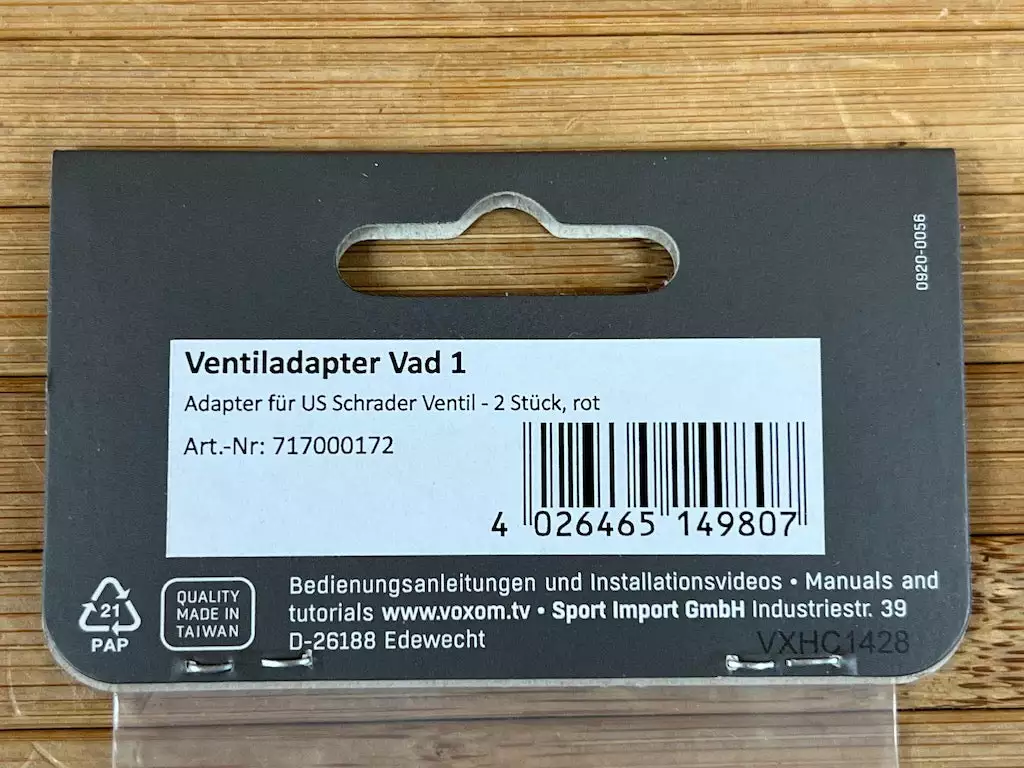 0920-0056
Ventiladapter Vad 1
Adapter für US Schrader Ventil - 2 Stück, rot
Art.-Nr: 717000172
4 026465 149807
21
PAP
QUALITY
MADE IN
TAIWAN
Bedienungsanleitungen und Installationsvideos • Manuals and
tutorials www.voxom.tv • Sport Import GmbH Industriestr. 39
D-26188 Edewecht
VXHC1428